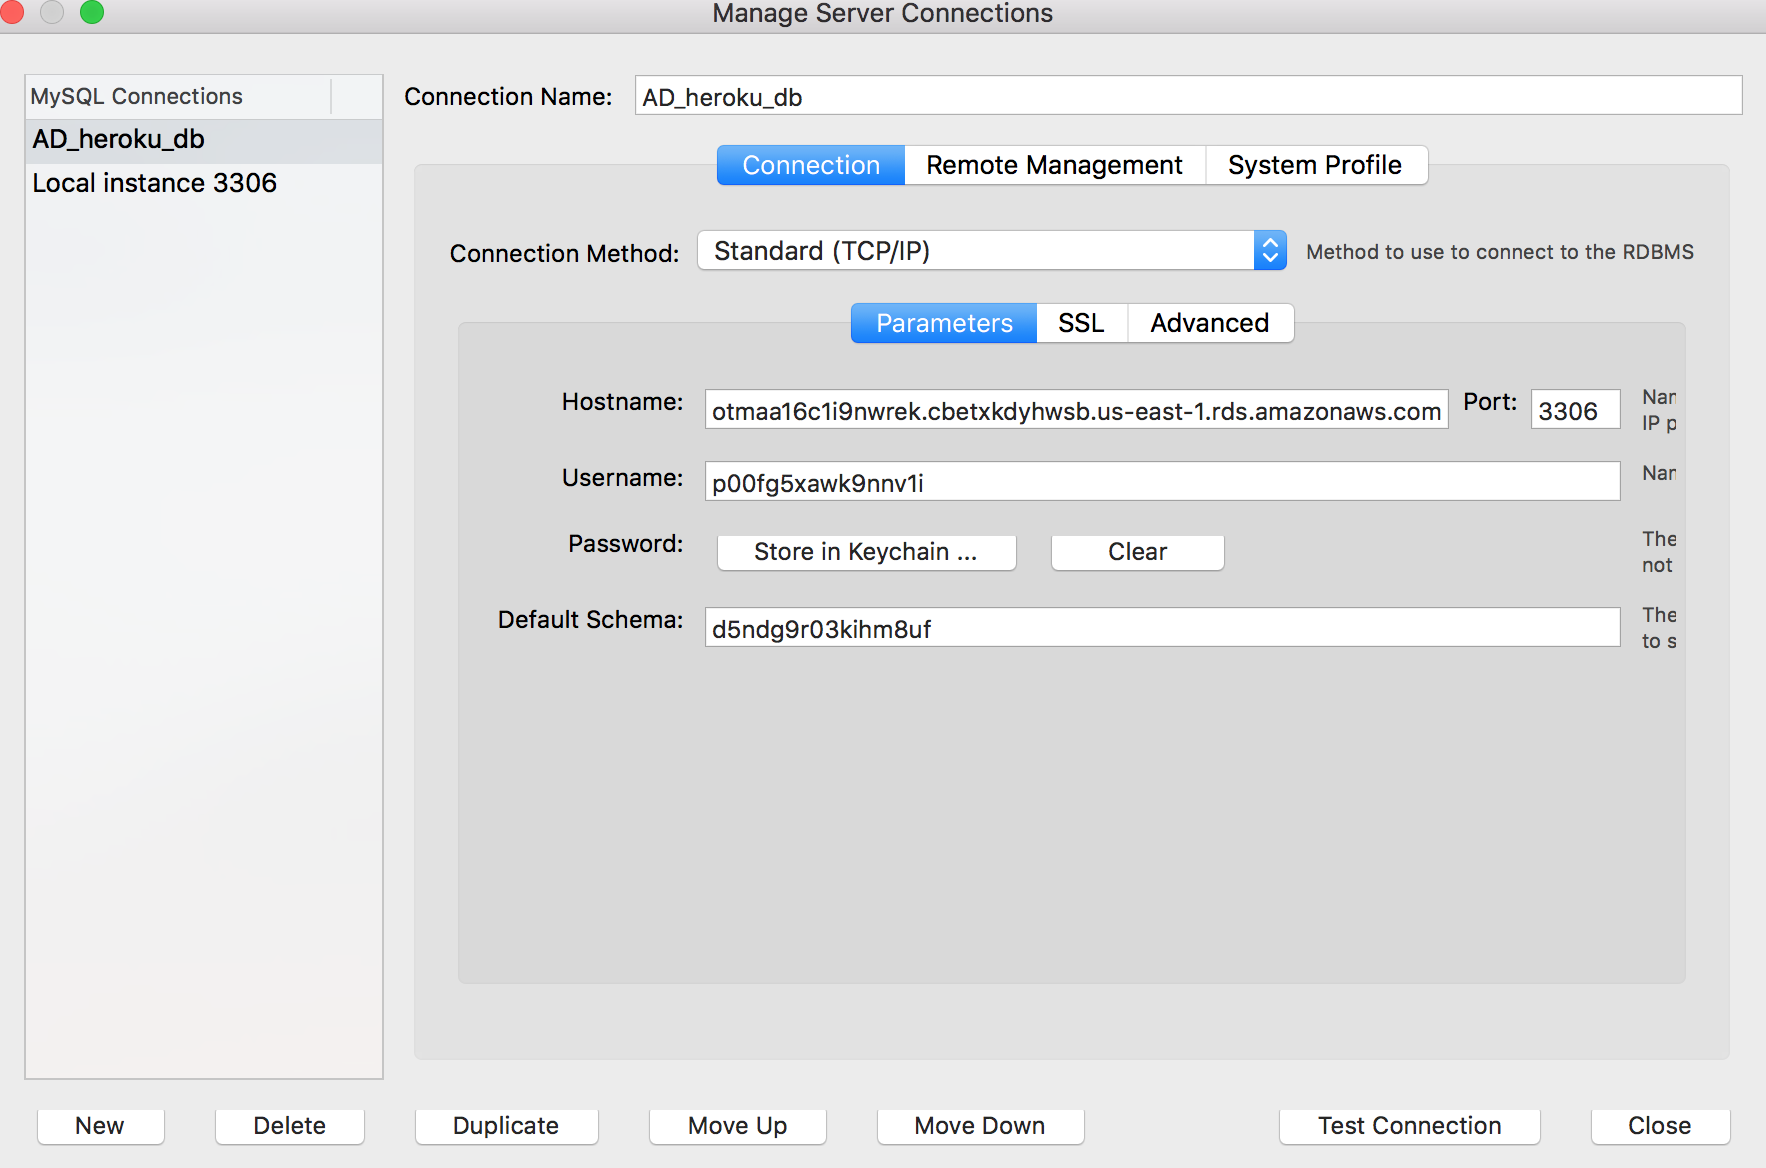 Manage Server Connections
MySQL Connections
AD_heroku_db
Local instance 3306
Connection Name: AD_heroku_db
Connection Remote Management System Profile
Connection Method: Standard (TCP/IP) Method to use to connect to the RDBMS
Parameters SSL Advanced
Hostname: otmaa16c1i9nwrek.cbetxkdyhwsb.us-east-1.rds.amazonaws.com Port: 3306 Nan
IP p
Username: p00fg5xawk9nnv1i Nan
Password: Store in Keychain ... Clear The
not
Default Schema: d5ndg9r03kihm8uf The
to s
New Delete Duplicate Move Up Move Down Test Connection Close